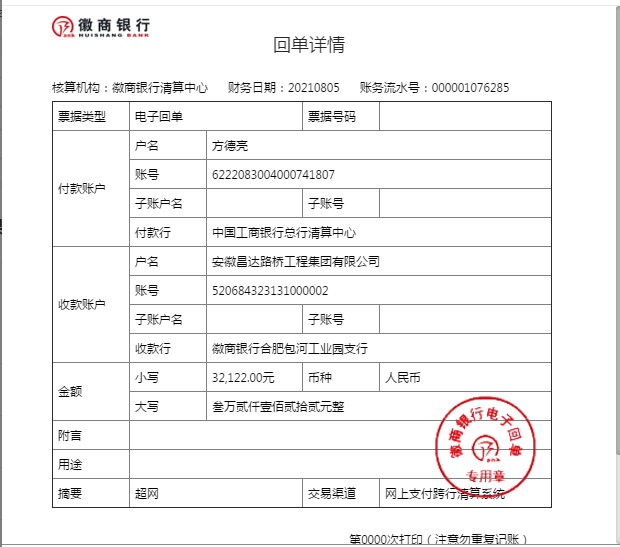 徽商银行
HUISHANG BANK
回单详情
核算机构：徽商银行清算中心 财务日期：20210805 账务流水号：000001076285
票据类型 电子回单 票据号码
付款账户
户名 方德亮
账号 6222083004000741807
子账户名 子账号
付款行 中国工商银行总行清算中心
收款账户
户名 安徽昌达路桥工程集团有限公司
账号 520684323131000002
子账户名 子账号
收款行 徽商银行合肥包河工业园支行
金额
小写 32,122.00元 币种 人民币
大写 叁万贰仟壹佰贰拾贰元整
附言
用途
摘要 超网 交易渠道 网上支付跨行清算系统
徽商银行电子回单
专用章
第0000次打印（注意勿重复记账）